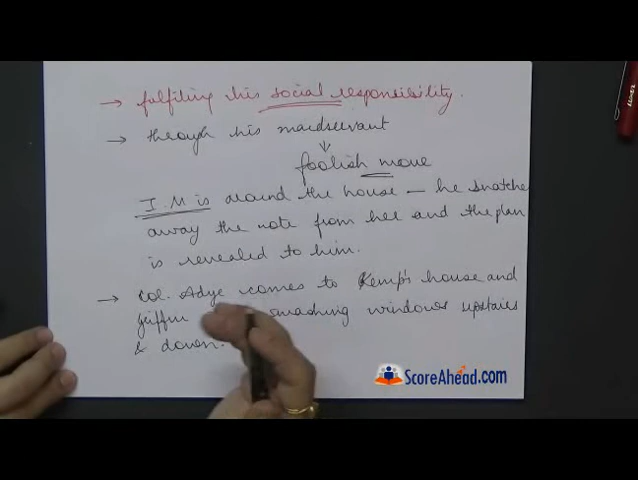 → fulfiling his social responsibility.
→ through his maidservant
↓
foolish move
I.M is around the house – he snatches
away the note from her and the plan
is revealed to him.
→ Col. Adye comes to Kemp's house and
Griffin smashing windows upstairs
& down.
ScoreAhead.com